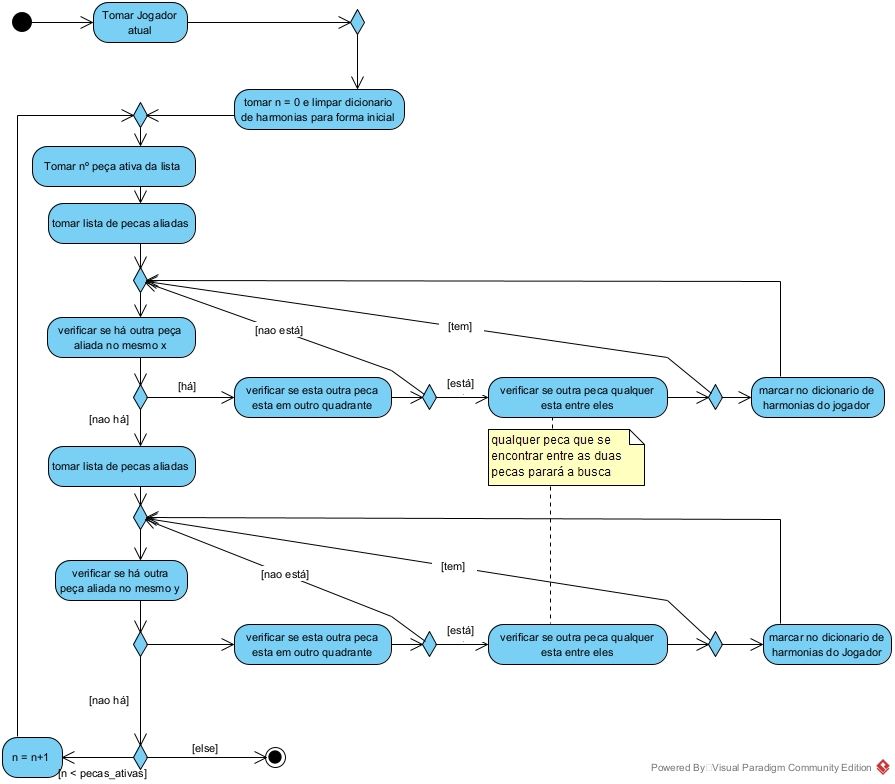 Tomar Jogador
atual
tomar n = 0 e limpar dicionario
de harmonias para forma inicial
Tomar nº peça ativa da lista
tomar lista de pecas aliadas
verificar se há outra peça
aliada no mesmo x
[nao está]
[tem]
[há]
verificar se esta outra peca
esta em outro quadrante
[está]
verificar se outra peca qualquer
esta entre eles
marcar no dicionario de
harmonias do jogador
[nao há]
qualquer peca que se
encontrar entre as duas
pecas parará a busca
tomar lista de pecas aliadas
verificar se há outra
peça aliada no mesmo y
[nao está]
[tem]
verificar se esta outra peca
esta em outro quadrante
[está]
verificar se outra peca qualquer
esta entre eles
marcar no dicionario de
harmonias do Jogador
[nao há]
n = n+1
[n < pecas_ativas]
[else]
Powered By Visual Paradigm Community Edition